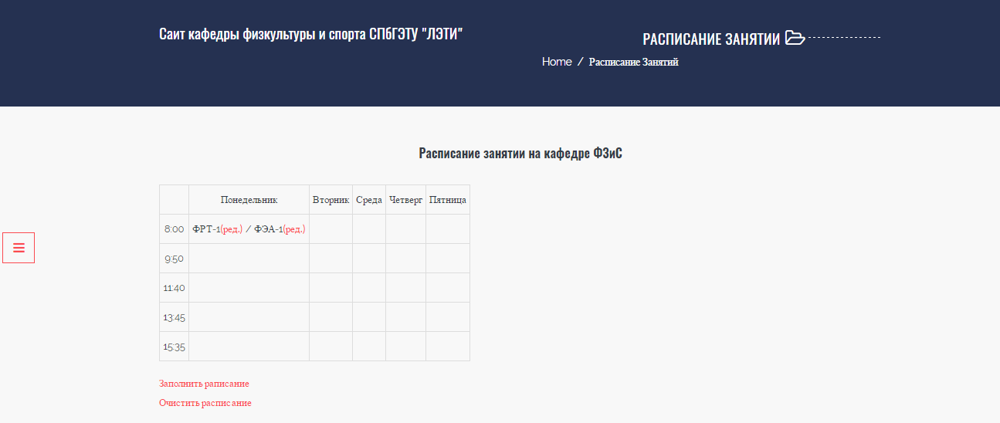 Саит кафедры физкультуры и спорта СПбГЭТУ "ЛЭТИ"
РАСПИСАНИЕ ЗАНЯТИИ
Home / Расписание Занятий
Расписание занятии на кафедре ФЗиС
Понедельник Вторник Среда Четверг Пятница
8:00 ФРТ-1(ред.) / ФЭА-1(ред.)
9:50
11:40
13:45
15:35
Заполнить раписание
Очистить расписание